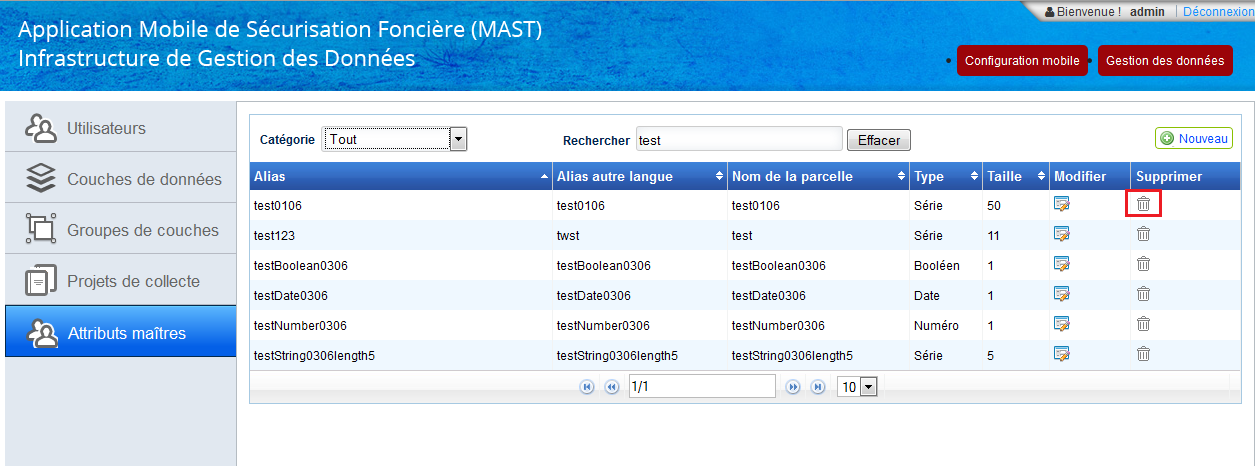 Bienvenue ! admin Déconnexion
Application Mobile de Sécurisation Foncière (MAST)
Infrastructure de Gestion des Données
Configuration mobile Gestion des données
Utilisateurs
Couches de données
Groupes de couches
Projets de collecte
Attributs maîtres
Catégorie Tout Rechercher test Effacer Nouveau
Alias Alias autre langue Nom de la parcelle Type Taille Modifier Supprimer
test0106 test0106 test0106 Série 50
test123 twst test Série 11
testBoolean0306 testBoolean0306 testBoolean0306 Booléen 1
testDate0306 testDate0306 testDate0306 Date 1
testNumber0306 testNumber0306 testNumber0306 Numéro 1
testString0306length5 testString0306length5 testString0306length5 Série 5
1/1 10